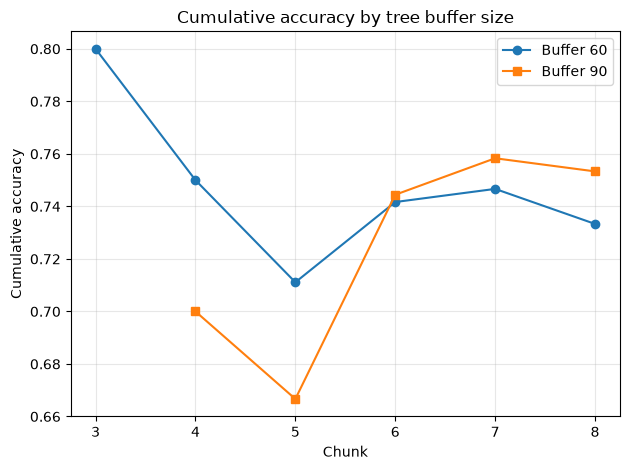 Cumulative accuracy by tree buffer size
Buffer 60
Buffer 90
Cumulative accuracy
0.80
0.78
0.76
0.74
0.72
0.70
0.68
0.66
3 4 5 6 7 8
Chunk